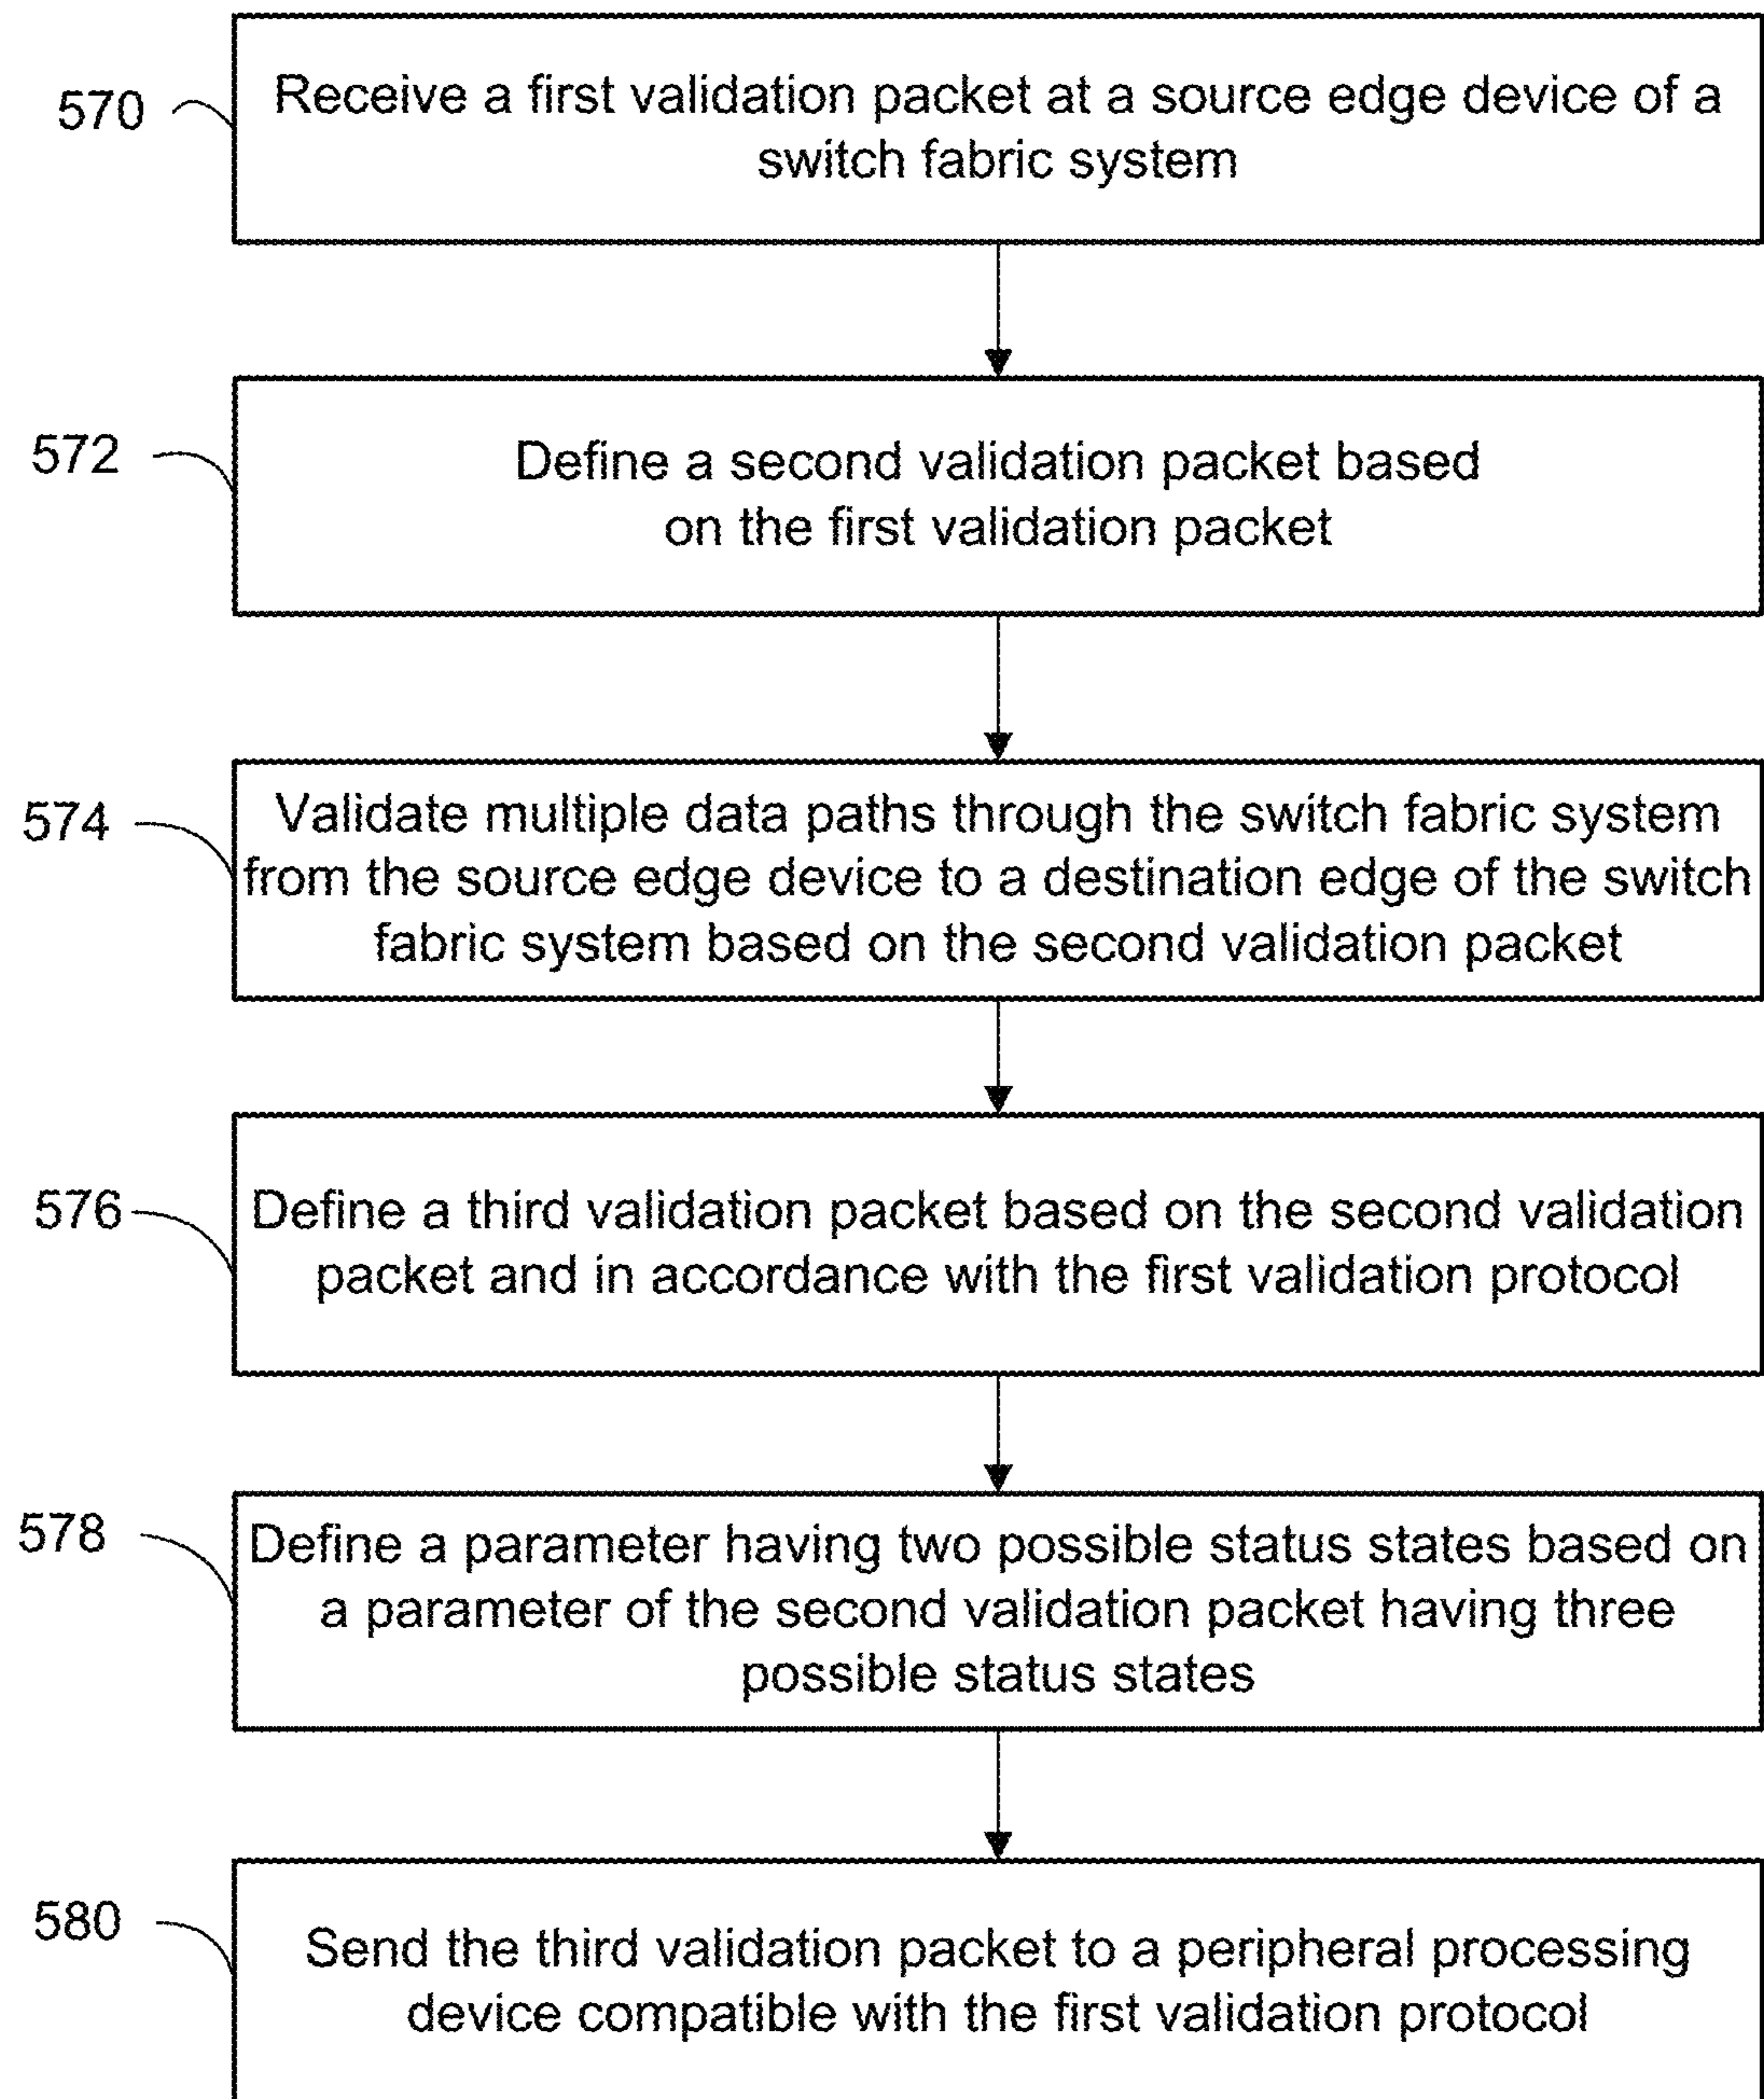 570
Receive a first validation packet at a source edge device of a
switch fabric system
572
Define a second validation packet based
on the first validation packet
574
Validate multiple data paths through the switch fabric system
from the source edge device to a destination edge of the switch
fabric system based on the second validation packet
576
Define a third validation packet based on the second validation
packet and in accordance with the first validation protocol
578
Define a parameter having two possible status states based on
a parameter of the second validation packet having three
possible status states
580
Send the third validation packet to a peripheral processing
device compatible with the first validation protocol